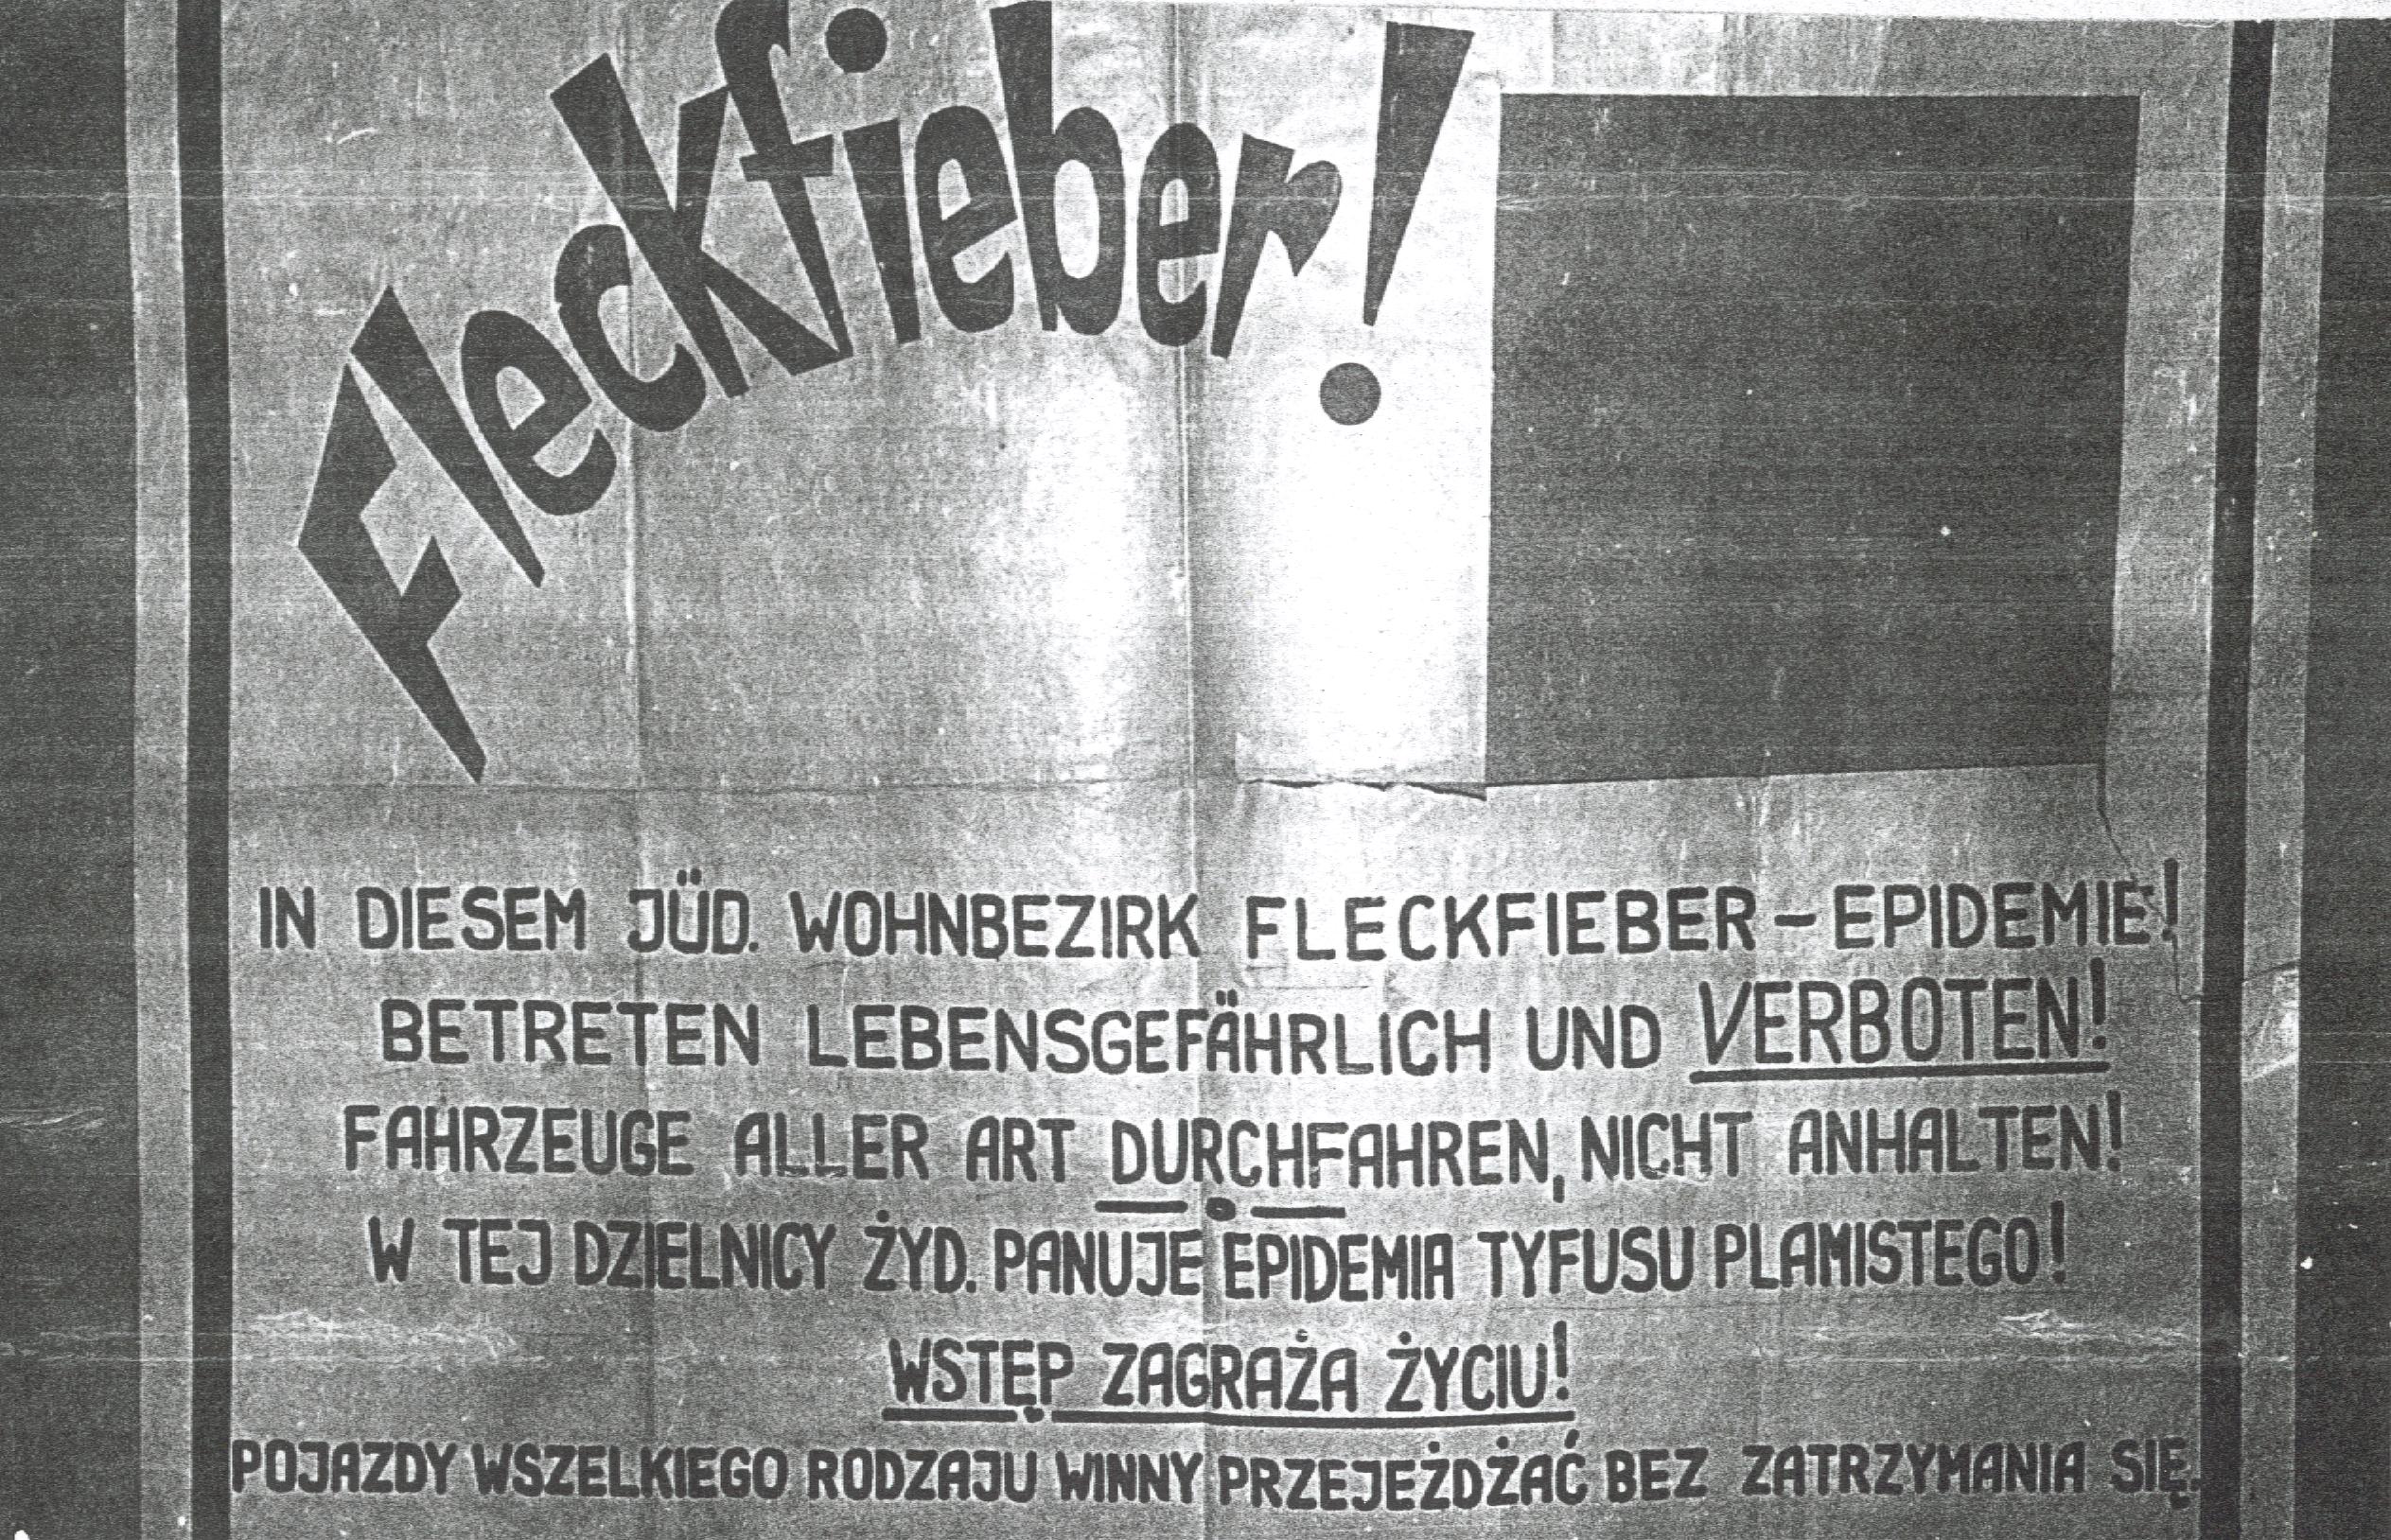 Fleckfieber!
IN DIESEM JÜD. WOHNBEZIRK FLECKFIEBER – EPIDEMIE!
BETRETEN LEBENSGEFÄHRLICH UND VERBOTEN!
FAHRZEUGE ALLER ART DURCHFAHREN, NICHT ANHALTEN!
W TEJ DZIELNICY ŻYD. PANUJE EPIDEMIA TYFUSU PLAMISTEGO!
WSTĘP ZAGRAŻA ŻYCIU!
POJAZDY WSZELKIEGO RODZAJU WINNY PRZEJEŻDŻAĆ BEZ ZATRZYMANIA SIĘ.